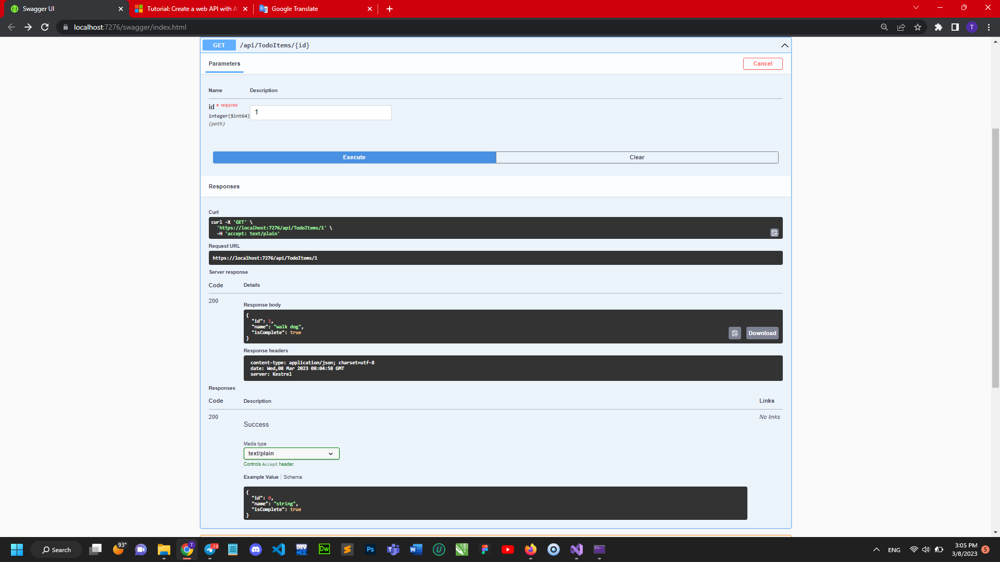 Swagger UI
Tutorial: Create a web API with A
Google Translate
localhost:7276/swagger/index.html
T
GET /api/TodoItems/{id}
Parameters
Cancel
Name Description
id * required
integer($int64)
(path)
1
Execute Clear
Responses
Curl
curl -X 'GET' \
'https://localhost:7276/api/TodoItems/1' \
-H 'accept: text/plain'
Request URL
https://localhost:7276/api/TodoItems/1
Server response
Code Details
200
Response body
{
"id": 1,
"name": "walk dog",
"isComplete": true
}
Download
Response headers
content-type: application/json; charset=utf-8
date: Wed,08 Mar 2023 08:04:58 GMT
server: Kestrel
Responses
Code Description Links
200
No links
Success
Media type
text/plain
Controls Accept header.
Example Value Schema
{
"id": 0,
"name": "string",
"isComplete": true
}
Search
93°
T
.13
DEV
Dw
Ps
ENG
3:05 PM
3/8/2023
5